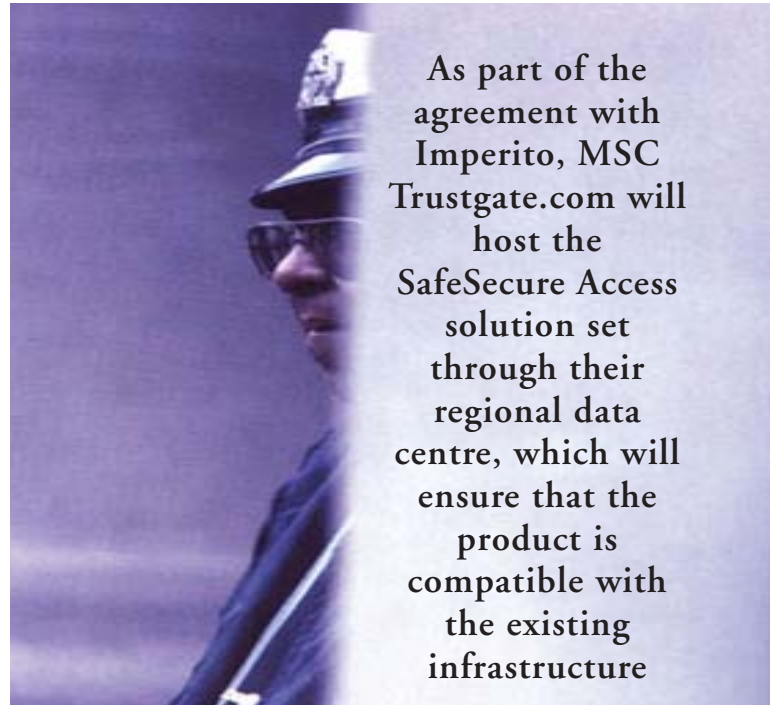 As part of the
agreement with
Imperito, MSC
Trustgate.com will
host the
SafeSecure Access
solution set
through their
regional data
centre, which will
ensure that the
product is
compatible with
the existing
infrastructure